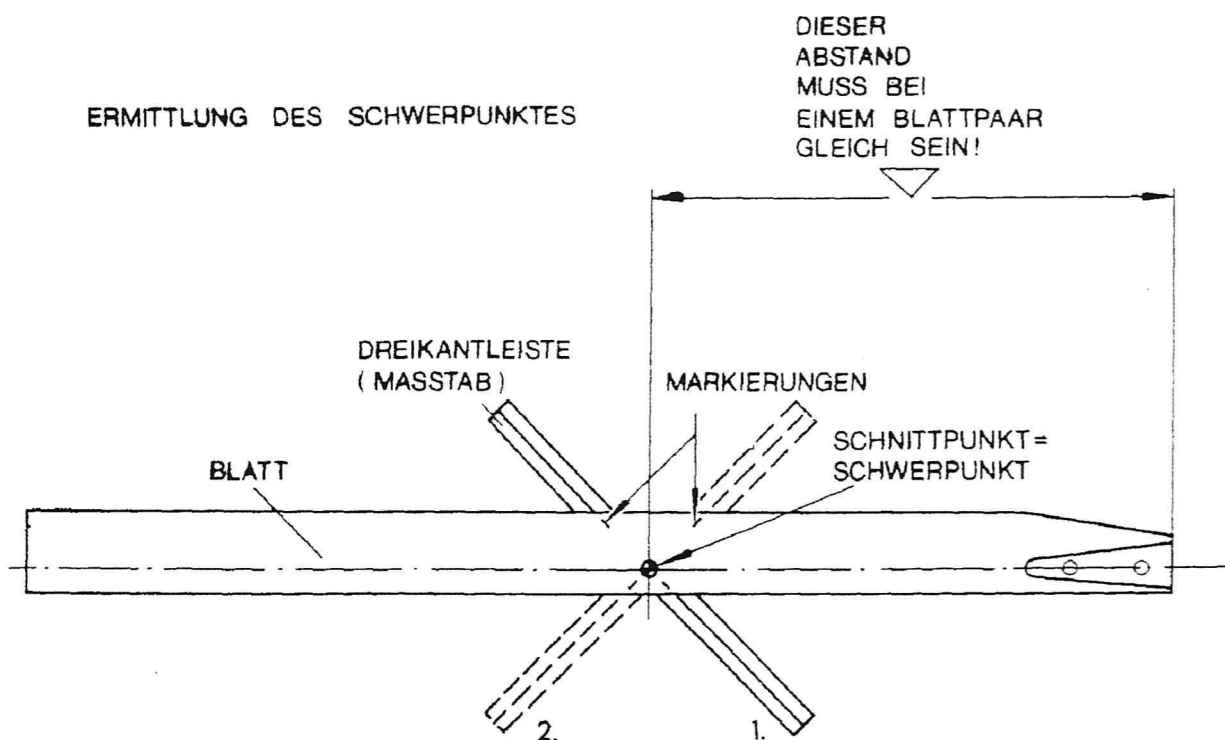 ERMITTLUNG DES SCHWERPUNKTES
DIESER
ABSTAND
MUSS BEI
EINEM BLATTPAAR
GLEICH SEIN!
DREIKANTLEISTE
(MASSTAB)
MARKIERUNGEN
SCHNITTPUNKT=
SCHWERPUNKT
BLATT
2.
1.